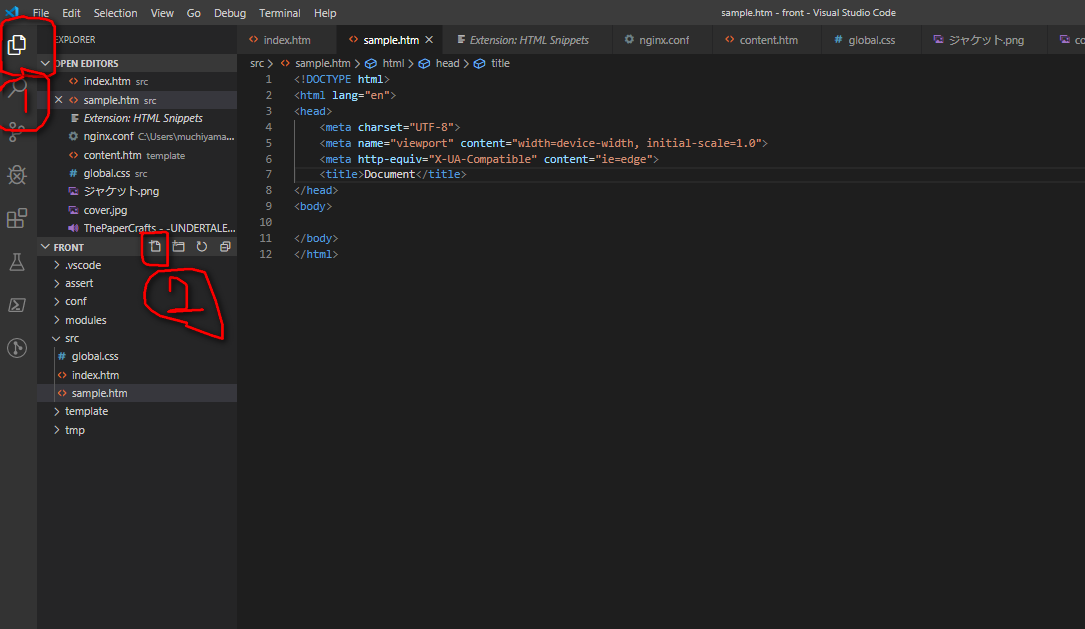 File Edit Selection View Go Debug Terminal Help sample.htm - front - Visual Studio Code
EXPLORER
OPEN EDITORS
index.htm src
sample.htm src
Extension: HTML Snippets
nginx.conf C:\Users\muchiyama...
content.htm template
global.css src
ジャケット.png
cover.jpg
ThePaperCrafts - -UNDERTALE...
FRONT
.vscode
assert
conf
modules
src
global.css
index.htm
sample.htm
template
tmp
1
2
index.htm sample.htm Extension: HTML Snippets nginx.conf content.htm global.css ジャケット.png co
src > sample.htm > html > head > title
1 <!DOCTYPE html>
2 <html lang="en">
3 <head>
4 <meta charset="UTF-8">
5 <meta name="viewport" content="width=device-width, initial-scale=1.0">
6 <meta http-equiv="X-UA-Compatible" content="ie=edge">
7 <title>Document</title>
8 </head>
9 <body>
10
11 </body>
12 </html>